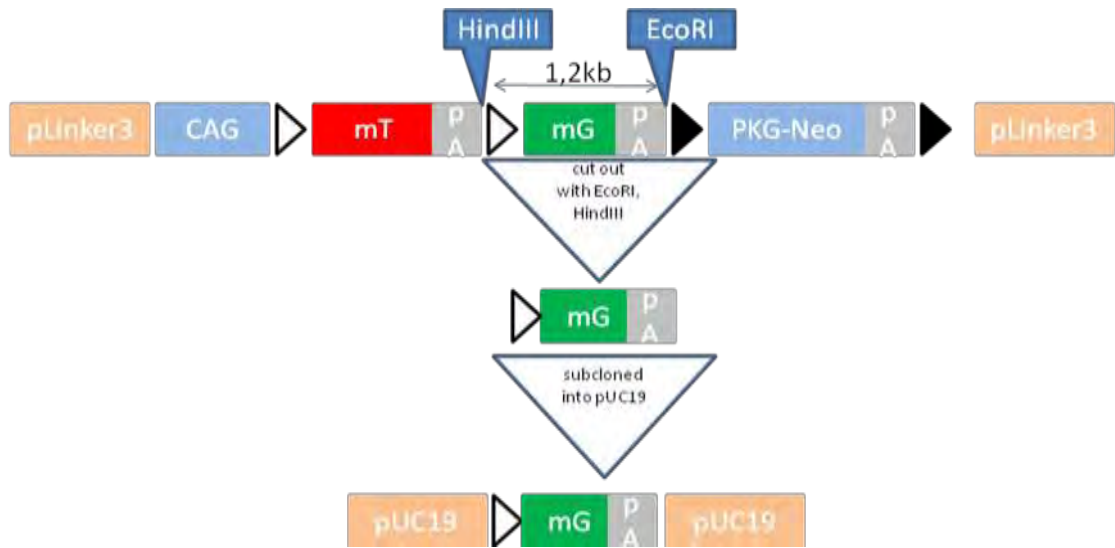 HindIII
EcoRI
1,2kb
pLinker3
CAG
mT
p
A
mG
p
A
PKG-Neo
p
A
pLinker3
cut out
with EcoRI,
HindIII
mG
p
A
subcloned
into pUC19
pUC19
mG
p
A
pUC19